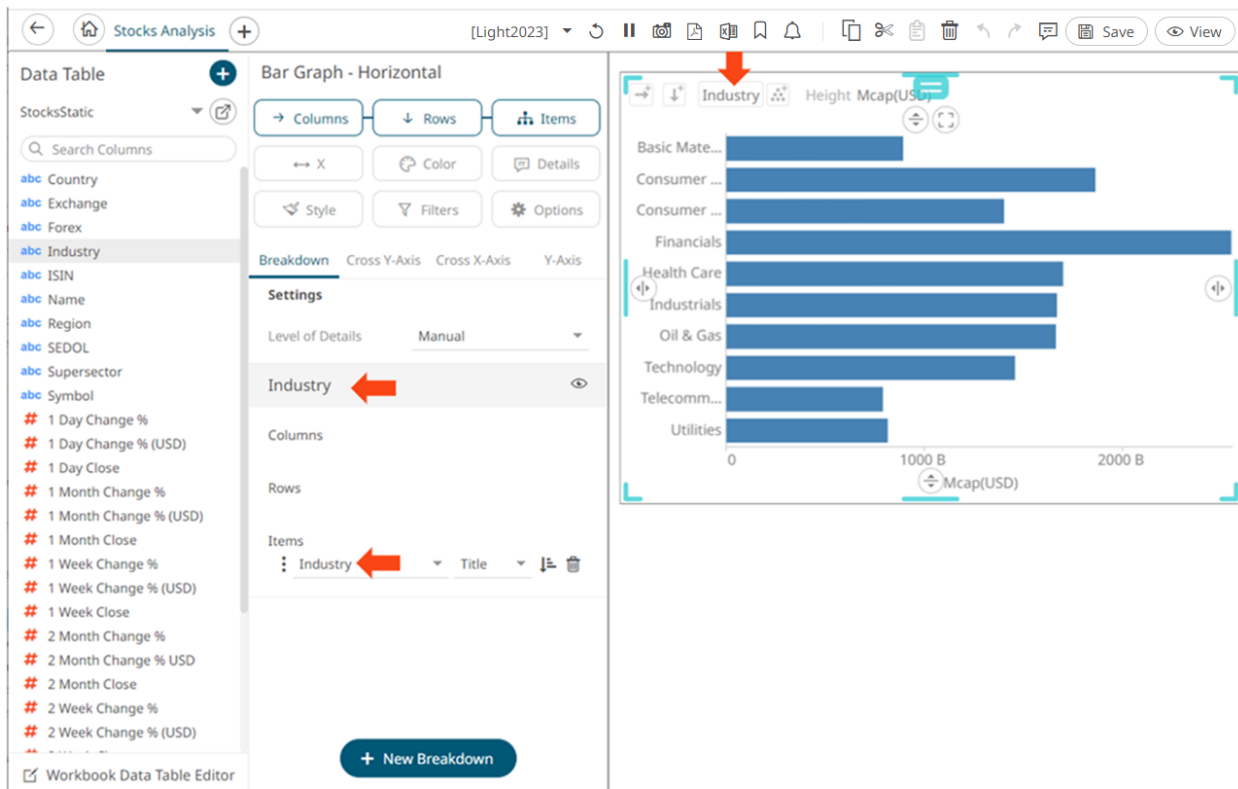 Stocks Analysis
[Light2023]
Save
View
Data Table
StocksStatic
Search Columns
abc Country
abc Exchange
abc Forex
abc Industry
abc ISIN
abc Name
abc Region
abc SEDOL
abc Supersector
abc Symbol
# 1 Day Change %
# 1 Day Change % (USD)
# 1 Day Close
# 1 Month Change %
# 1 Month Change % (USD)
# 1 Month Close
# 1 Week Change %
# 1 Week Change % (USD)
# 1 Week Close
# 2 Month Change %
# 2 Month Change % USD
# 2 Month Close
# 2 Week Change %
# 2 Week Change % (USD)
Workbook Data Table Editor
Bar Graph - Horizontal
Columns Rows Items
X Color Details
Style Filters Options
Breakdown Cross Y-Axis Cross X-Axis Y-Axis
Settings
Level of Details Manual
Industry
Columns
Rows
Items
Industry Title
+ New Breakdown
Industry Height Mcap(USD)
Basic Mate...
Consumer ...
Consumer ...
Financials
Health Care
Industrials
Oil & Gas
Technology
Telecomm...
Utilities
0 1000 B 2000 B
Mcap(USD)